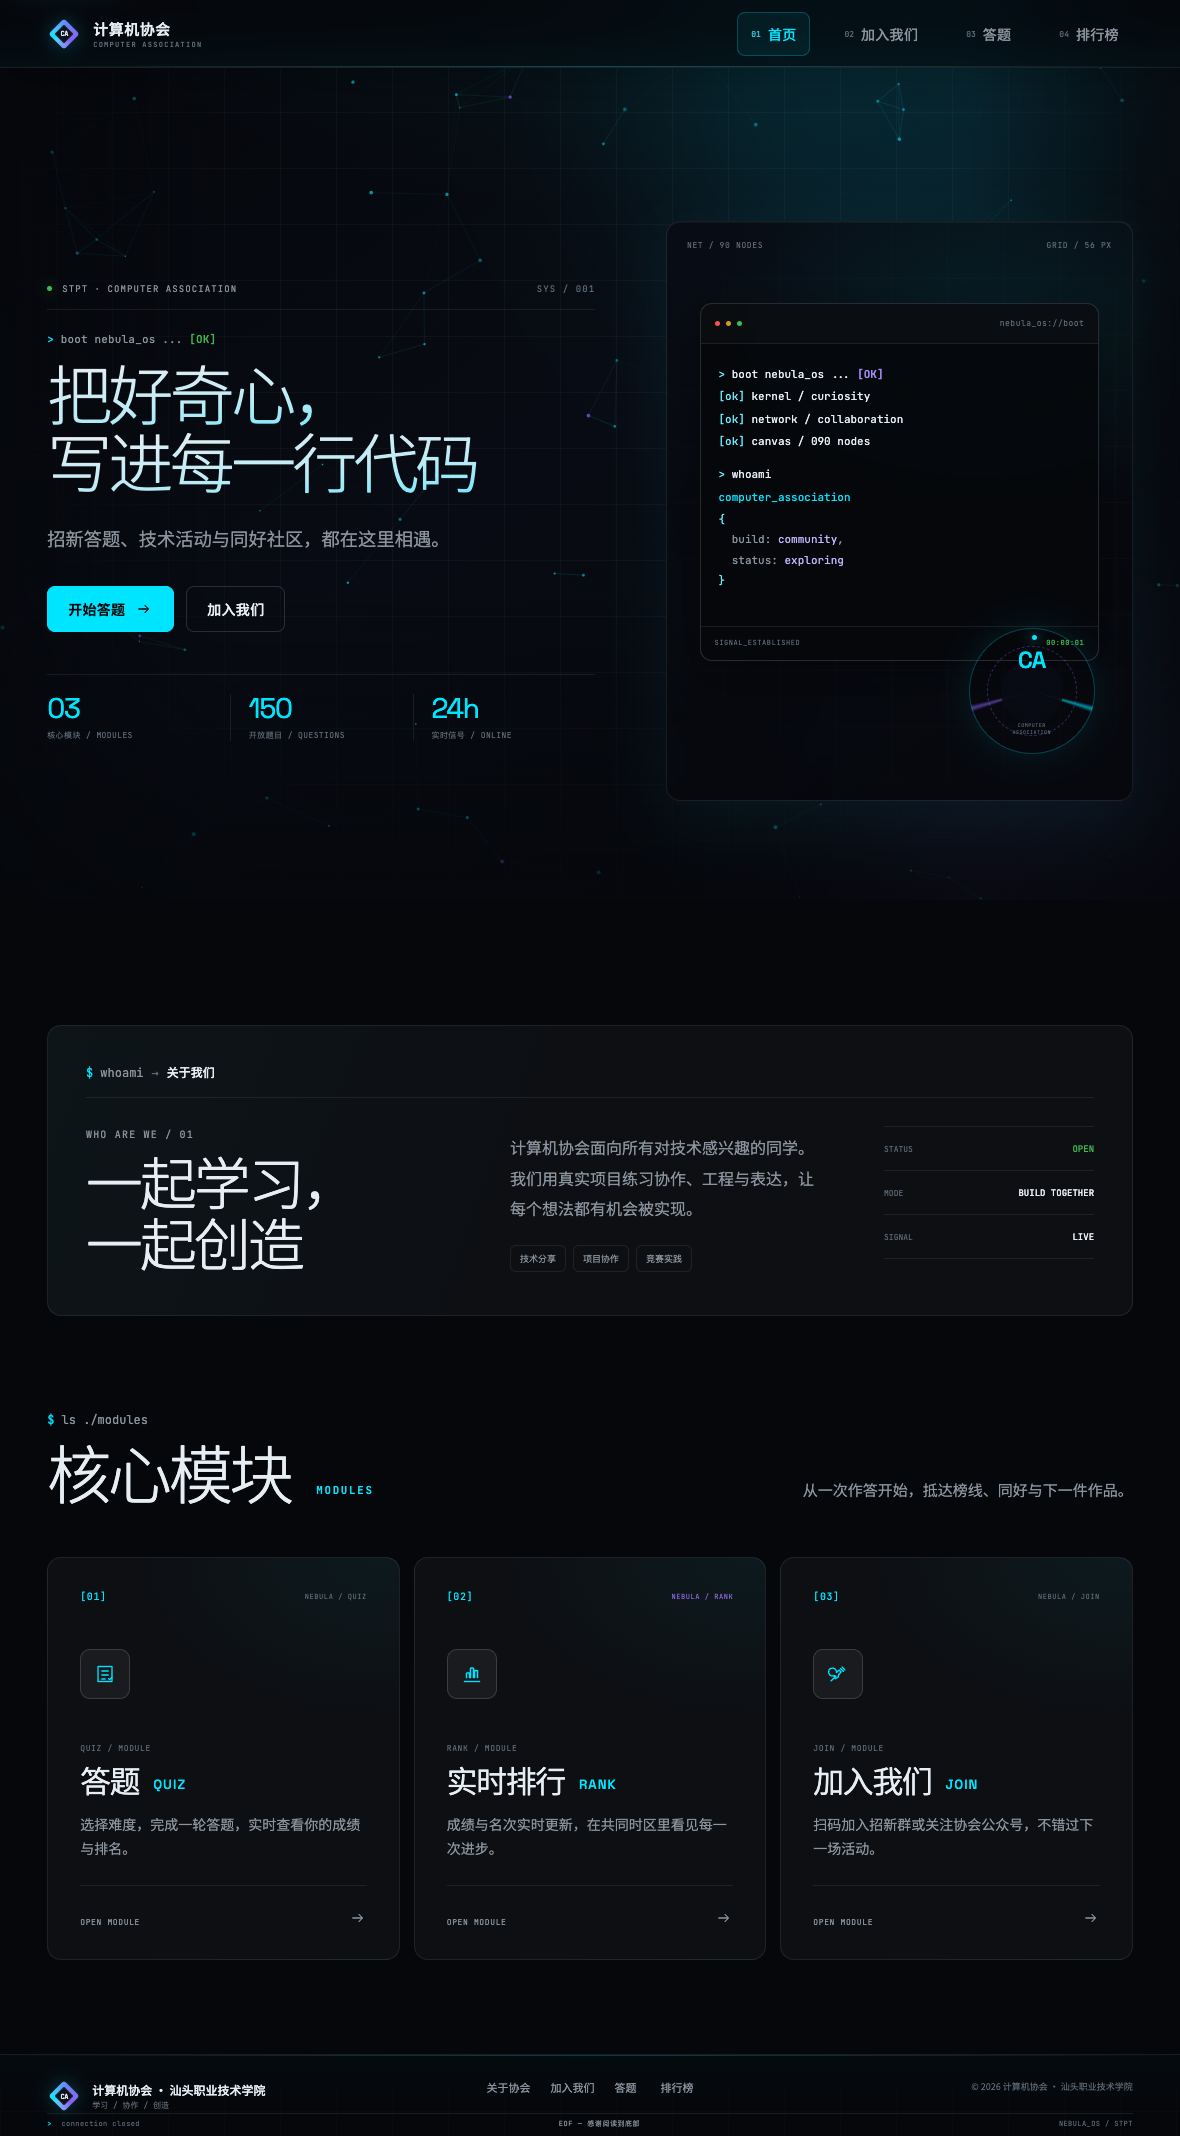 CA
计算机协会
COMPUTER ASSOCIATION
01 首页
02 加入我们
03 答题
04 排行榜
STPT · COMPUTER ASSOCIATION
SYS / 001
> boot nebula_os ... [OK]
把好奇心，
写进每一行代码
招新答题、技术活动与同好社区，都在这里相遇。
开始答题 →
加入我们
03
核心模块 / MODULES
150
开放题目 / QUESTIONS
24h
实时信号 / ONLINE
NET / 90 NODES
GRID / 56 PX
nebula_os://boot
> boot nebula_os ... [OK]
[ok] kernel / curiosity
[ok] network / collaboration
[ok] canvas / 090 nodes
> whoami
computer_association
{
build: community,
status: exploring
}
SIGNAL_ESTABLISHED
00:00:01
CA
COMPUTER
ASSOCIATION
$ whoami → 关于我们
WHO ARE WE / 01
一起学习，
一起创造
计算机协会面向所有对技术感兴趣的同学。
我们用真实项目练习协作、工程与表达，让
每个想法都有机会被实现。
技术分享
项目协作
竞赛实践
STATUS
OPEN
MODE
BUILD TOGETHER
SIGNAL
LIVE
$ ls ./modules
核心模块 MODULES
从一次作答开始，抵达榜线、同好与下一件作品。
[01]
NEBULA / QUIZ
QUIZ / MODULE
答题 QUIZ
选择难度，完成一轮答题，实时查看你的成绩
与排名。
OPEN MODULE →
[02]
NEBULA / RANK
RANK / MODULE
实时排行 RANK
成绩与名次实时更新，在共同时区里看见每一
次进步。
OPEN MODULE →
[03]
NEBULA / JOIN
JOIN / MODULE
加入我们 JOIN
扫码加入招新群或关注协会公众号，不错过下
一场活动。
OPEN MODULE →
CA
计算机协会 · 汕头职业技术学院
学习 / 协作 / 创造
关于协会
加入我们
答题
排行榜
© 2026 计算机协会 · 汕头职业技术学院
> connection closed
EOF — 感谢阅读到底部
NEBULA_OS / STPT